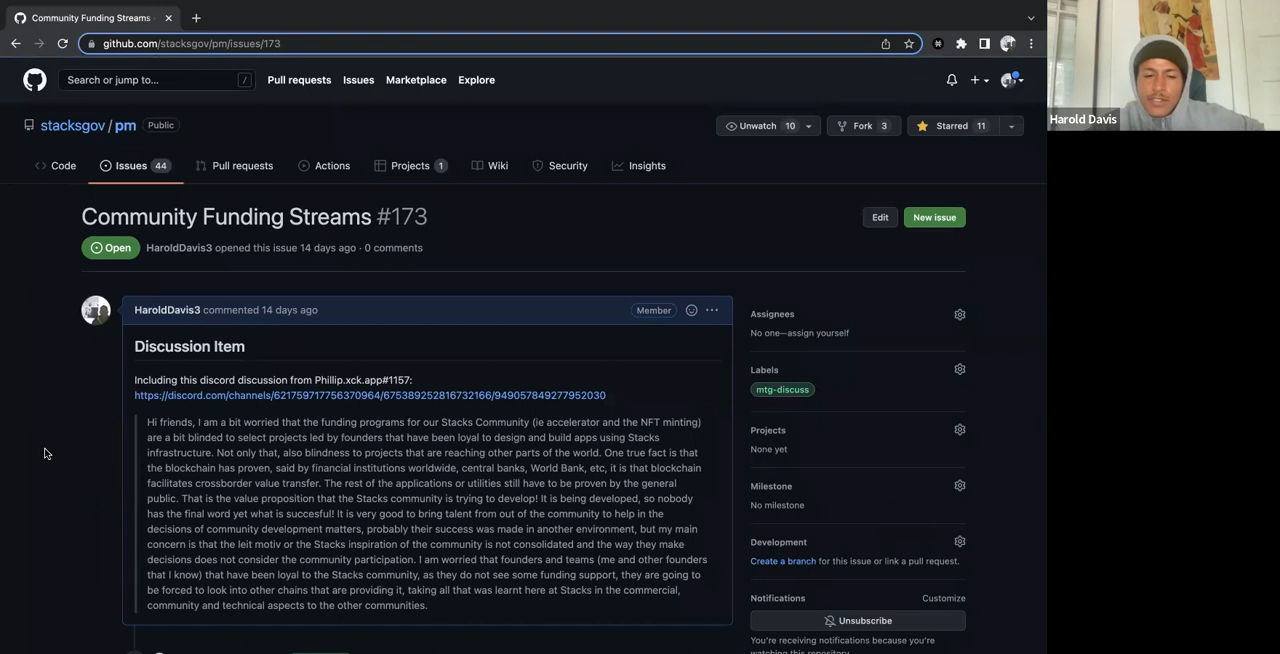 Community Funding Streams
github.com/stacksgov/pm/issues/173
Search or jump to...
/
Pull requests
Issues
Marketplace
Explore
stacksgov / pm
Public
Unwatch 10
Fork 3
Starred 11
Code
Issues 44
Pull requests
Actions
Projects 1
Wiki
Security
Insights
Community Funding Streams #173
Edit
New issue
Open
HaroldDavis3 opened this issue 14 days ago · 0 comments
HaroldDavis3 commented 14 days ago
Member
Discussion Item
Including this discord discussion from Phillip.xck.app#1157:
https://discord.com/channels/621759717756370964/675389252816732166/949057849277952030
Hi friends, I am a bit worried that the funding programs for our Stacks Community (ie accelerator and the NFT minting)
are a bit blinded to select projects led by founders that have been loyal to design and build apps using Stacks
infrastructure. Not only that, also blindness to projects that are reaching other parts of the world. One true fact is that
the blockchain has proven, said by financial institutions worldwide, central banks, World Bank, etc, it is that blockchain
facilitates crossborder value transfer. The rest of the applications or utilities still have to be proven by the general
public. That is the value proposition that the Stacks community is trying to develop! It is being developed, so nobody
has the final word yet what is succesful! It is very good to bring talent from out of the community to help in the
decisions of community development matters, probably their success was made in another environment, but my main
concern is that the leit motiv or the Stacks inspiration of the community is not consolidated and the way they make
decisions does not consider the community participation. I am worried that founders and teams (me and other founders
that I know) that have been loyal to the Stacks community, as they do not see some funding support, they are going to
be forced to look into other chains that are providing it, taking all that was learnt here at Stacks in the commercial,
community and technical aspects to the other communities.
Assignees
No one—assign yourself
Labels
mtg-discuss
Projects
None yet
Milestone
No milestone
Development
Create a branch for this issue or link a pull request.
Notifications
Customize
Unsubscribe
You're receiving notifications because you're
watching this repository.
Harold Davis